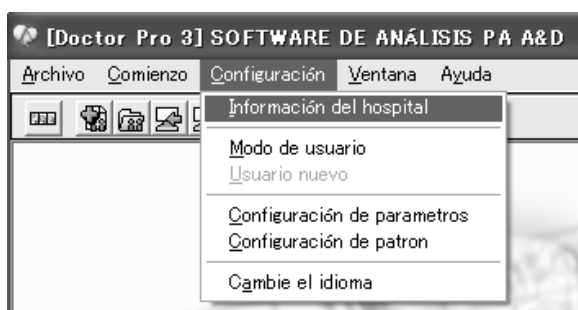 [Doctor Pro 3] SOFTWARE DE ANÁLISIS PA A&D
Archivo Comienzo Configuración Ventana Ayuda
Información del hospital
Modo de usuario
Usuario nuevo
Configuración de parametros
Configuración de patron
Cambie el idioma